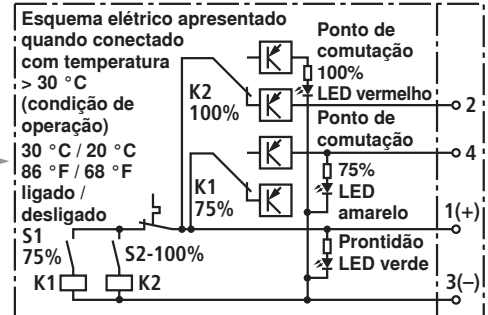 Esquema elétrico apresentado
quando conectado
com temperatura
> 30 °C
(condição de
operação)
30 °C / 20 °C
86 °F / 68 °F
ligado /
desligado
S1
75%
K1
S2-100%
K2
K2
100%
K1
75%
Ponto de
comutação
100%
LED vermelho
2
Ponto de
comutação
4
75%
LED
amarelo
1(+)
Prontidão
LED verde
3(–)